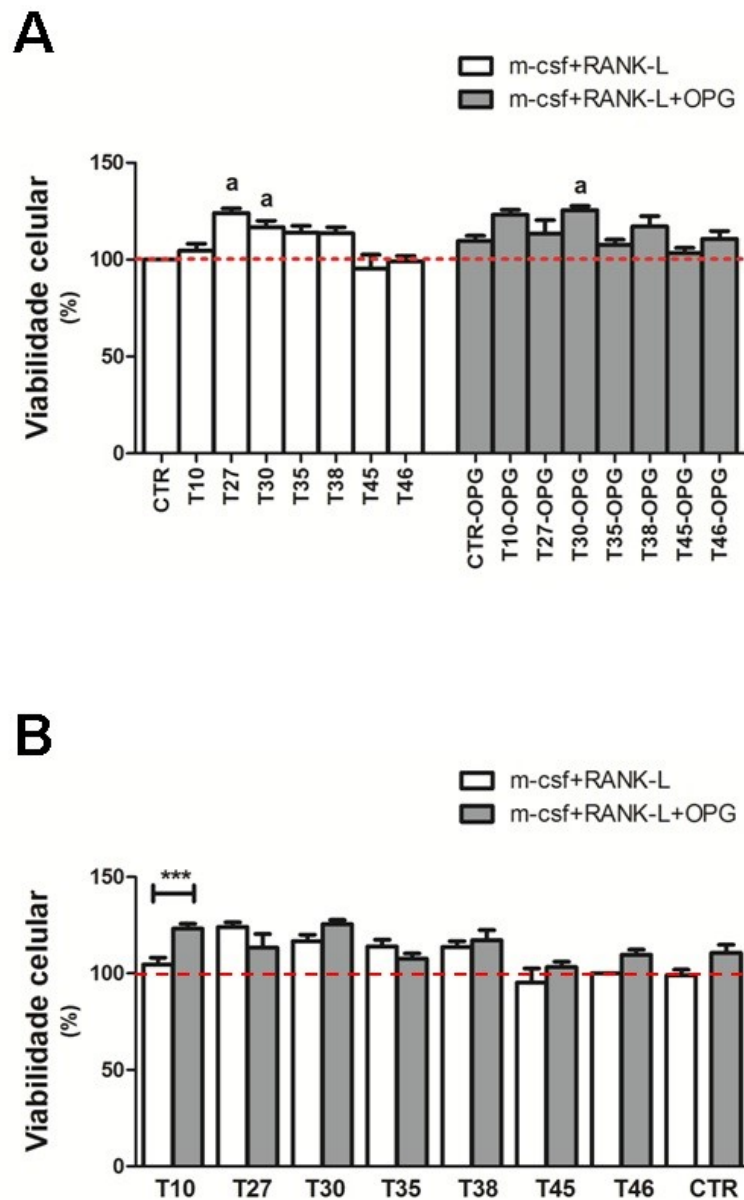 A
m-csf+RANK-L
m-csf+RANK-L+OPG
Viabilidade celular
(%)
150
100
50
0
a
a
a
CTR
T10
T27
T30
T35
T38
T45
T46
CTR-OPG
T10-OPG
T27-OPG
T30-OPG
T35-OPG
T38-OPG
T45-OPG
T46-OPG
B
m-csf+RANK-L
m-csf+RANK-L+OPG
Viabilidade celular
(%)
150
100
50
0
***
T10 T27 T30 T35 T38 T45 T46 CTR